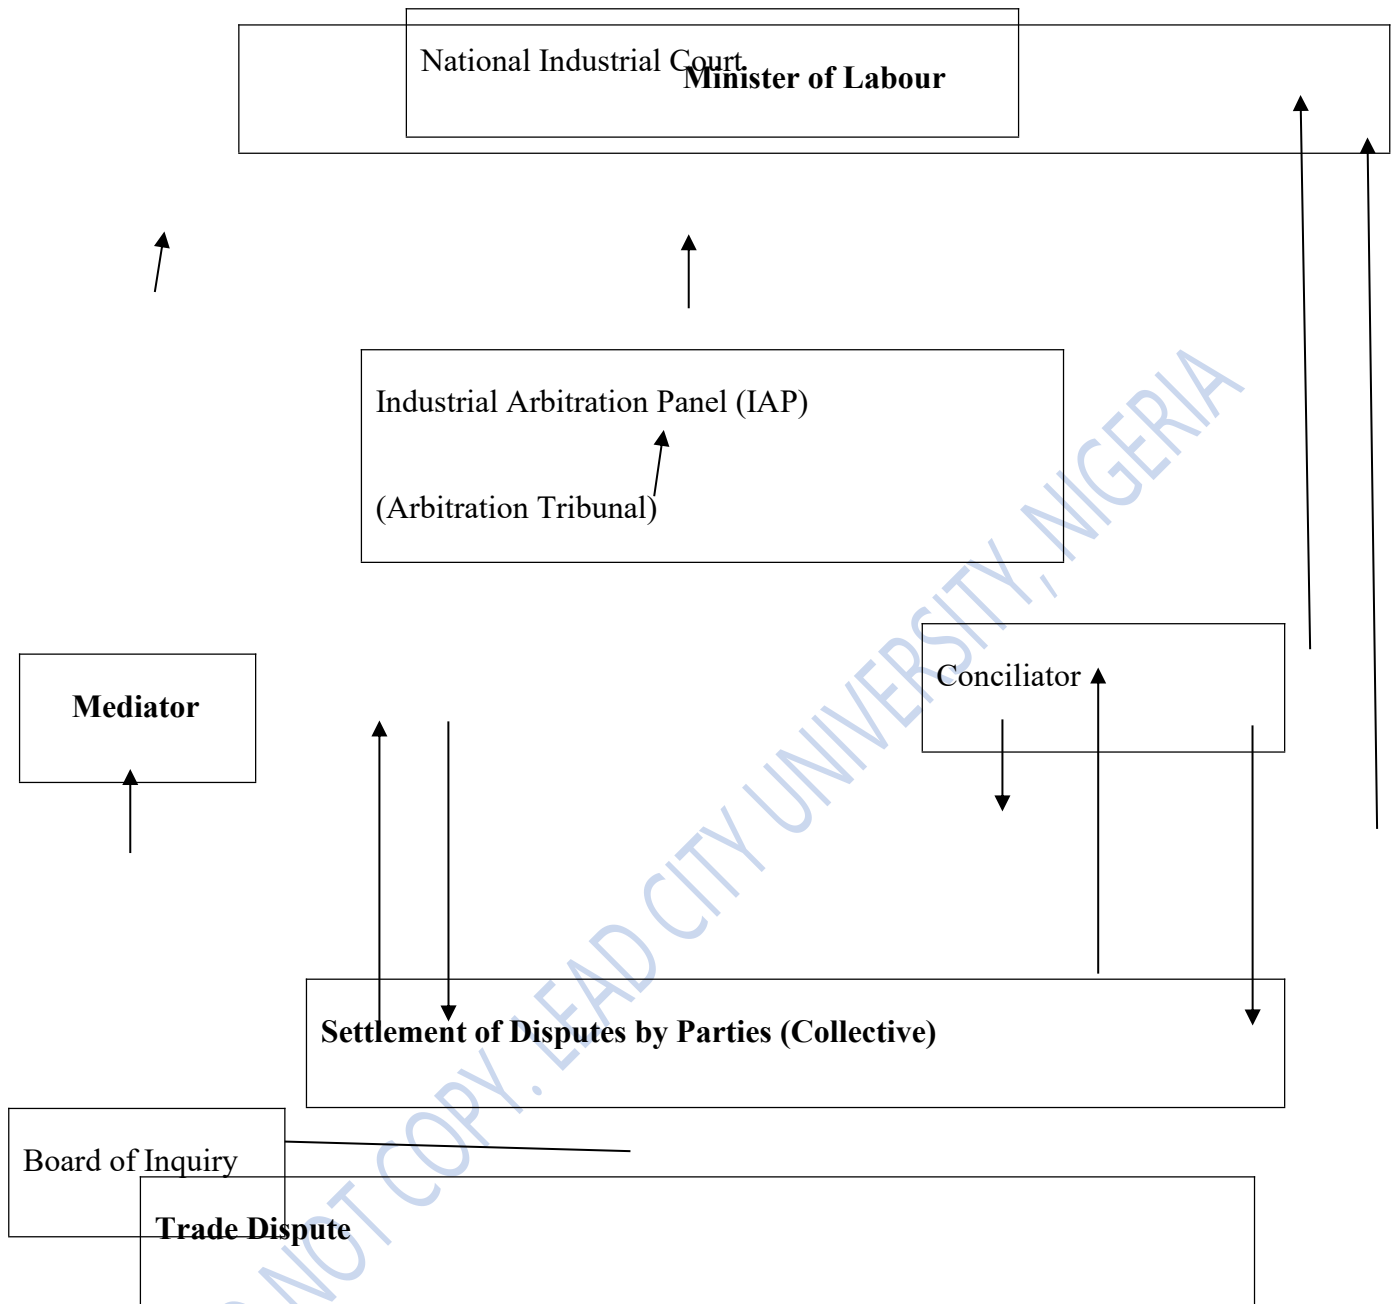 National Industrial Court
Minister of Labour
Industrial Arbitration Panel (IAP)
(Arbitration Tribunal)
Conciliator
Mediator
Settlement of Disputes by Parties (Collective)
Board of Inquiry
Trade Dispute
NOT COPY. LEAD CITY UNIVERSITY, NIGERIA